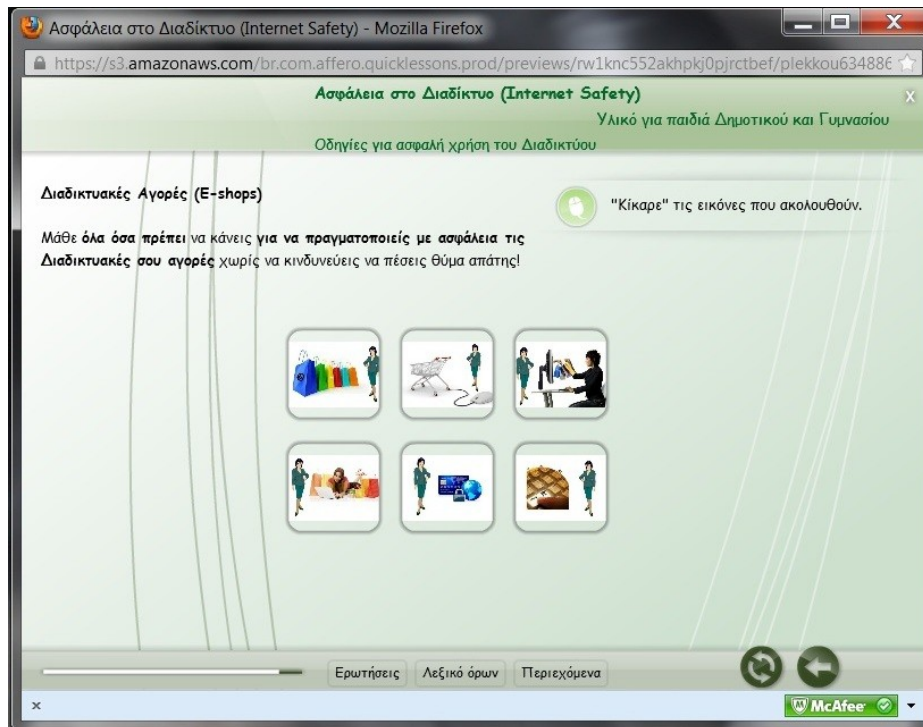 Ασφάλεια στο Διαδίκτυο (Internet Safety) - Mozilla Firefox
https://s3.amazonaws.com/br.com.affero.quicklessons.prod/previews/rw1knc552akhpkj0pjrctbef/plekkou634886
Ασφάλεια στο Διαδίκτυο (Internet Safety)
Υλικό για παιδιά Δημοτικού και Γυμνασίου
Οδηγίες για ασφαλή χρήση του Διαδικτύου
Διαδικτυακές Αγορές (E-shops)
"Κίκαρε" τις εικόνες που ακολουθούν.
Μάθε όλα όσα πρέπει να κάνεις για να πραγματοποιείς με ασφάλεια τις
Διαδικτυακές σου αγορές χωρίς να κινδυνεύεις να πέσεις θύμα απάτης!
Ερωτήσεις
Λεξικό όρων
Περιεχόμενα
McAfee